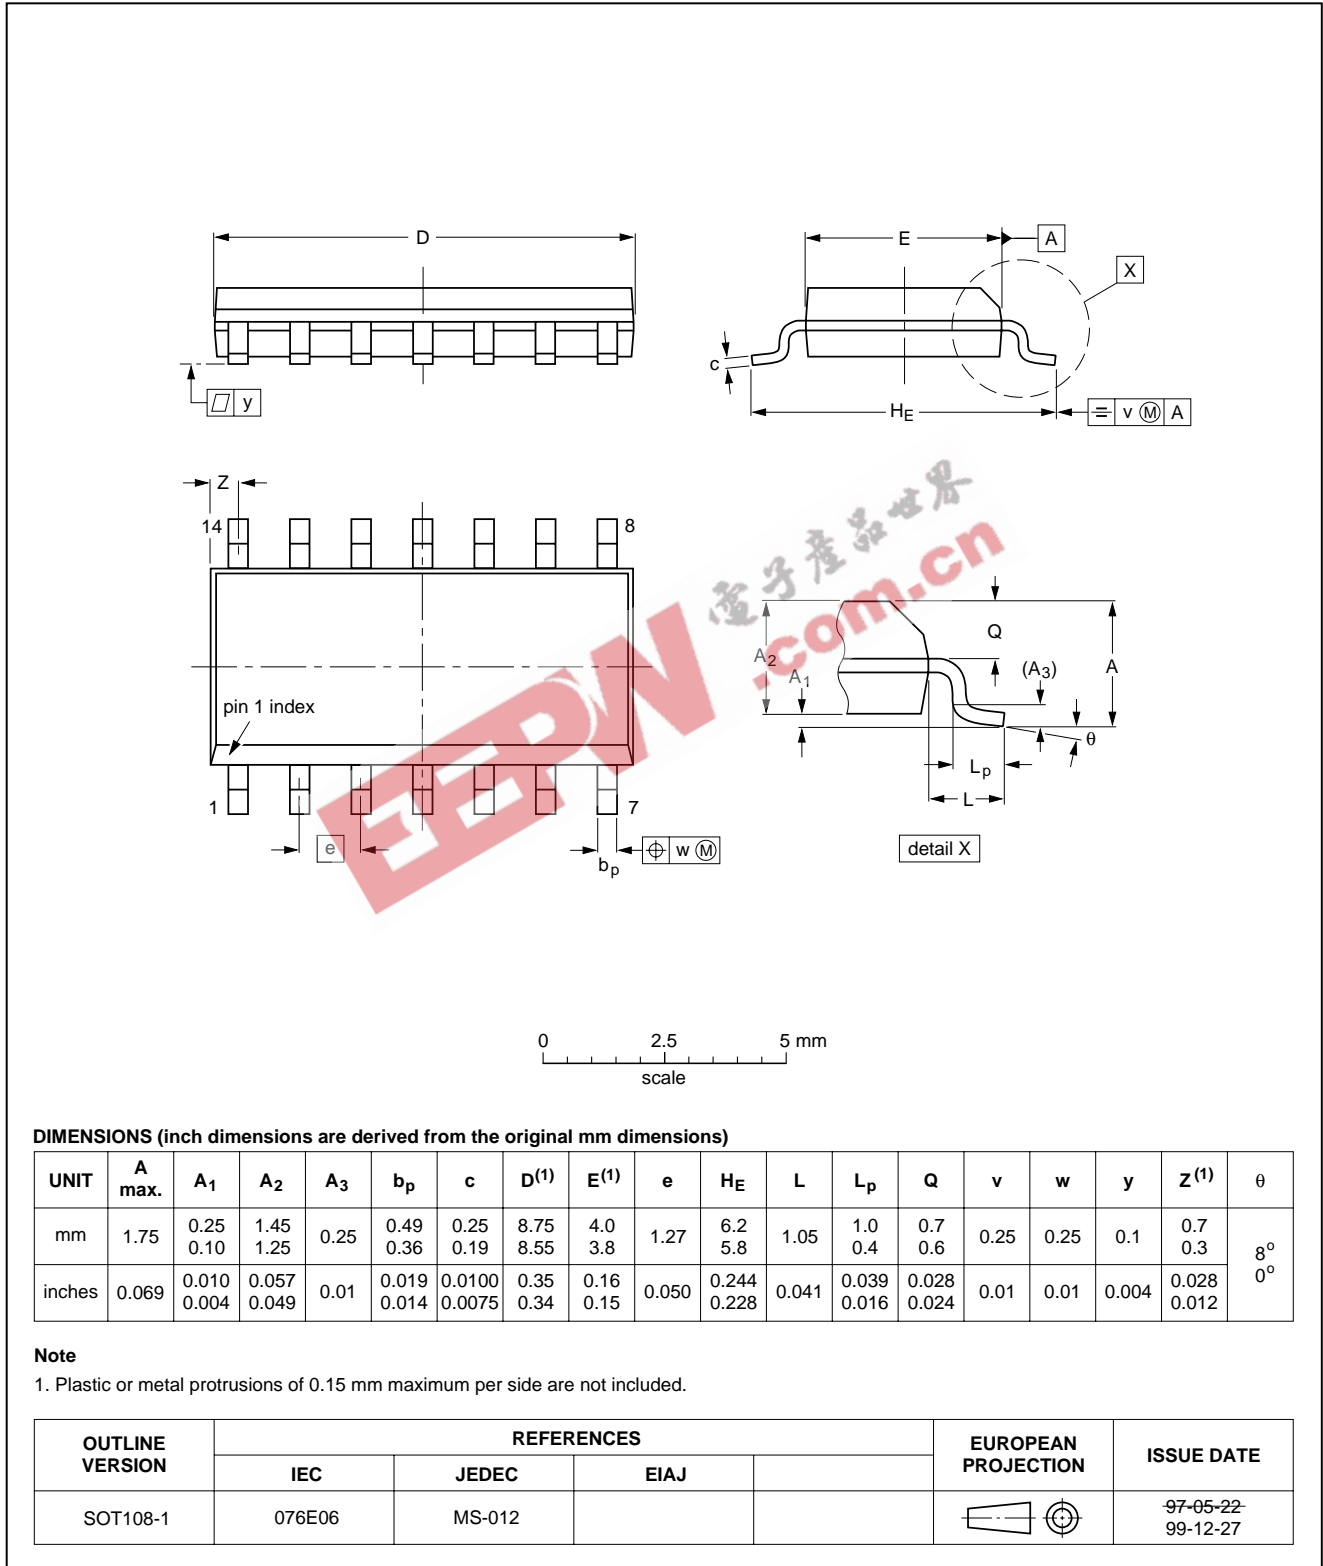 D
E
A
X
c
y
HE
v Ⓜ A
Z
14
8
pin 1 index
1
7
e
bp
w Ⓜ
電子產品世界
.com.cn
EEPW
A2
A1
Q
(A3)
A
θ
Lp
L
detail X
0 2.5 5 mm
scale
DIMENSIONS (inch dimensions are derived from the original mm dimensions)
UNIT A max. A1 A2 A3 bp c D(1) E(1) e HE L Lp Q v w y Z(1) θ
mm 1.75 0.25 0.10 1.45 1.25 0.25 0.49 0.36 0.25 0.19 8.75 8.55 4.0 3.8 1.27 6.2 5.8 1.05 1.0 0.4 0.7 0.6 0.25 0.25 0.1 0.7 0.3 8° 0°
inches 0.069 0.010 0.004 0.057 0.049 0.01 0.019 0.014 0.0100 0.0075 0.35 0.34 0.16 0.15 0.050 0.244 0.228 0.041 0.039 0.016 0.028 0.024 0.01 0.01 0.004 0.028 0.012
Note
1. Plastic or metal protrusions of 0.15 mm maximum per side are not included.
OUTLINE VERSION REFERENCES EUROPEAN PROJECTION ISSUE DATE
IEC JEDEC EIAJ
SOT108-1 076E06 MS-012 97-05-22
99-12-27